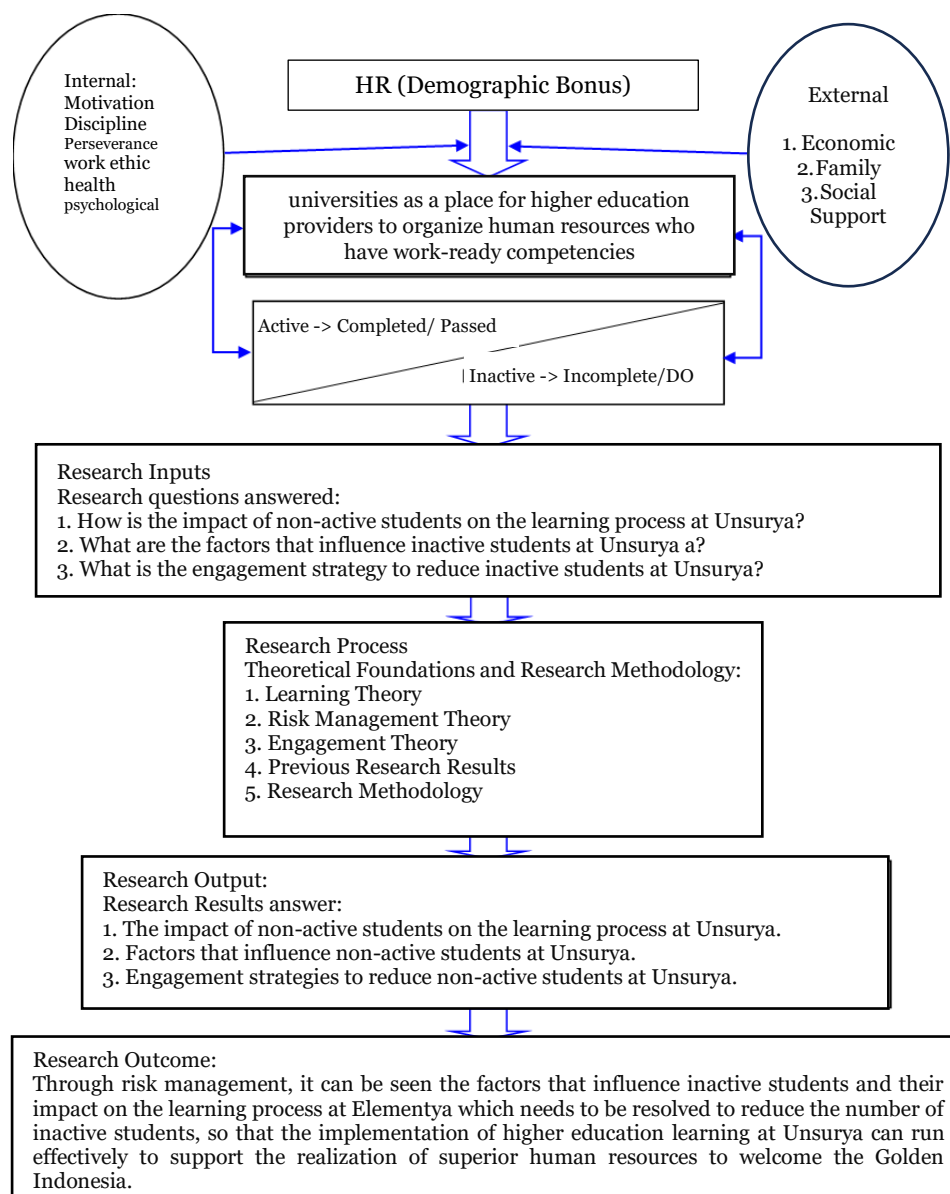 Internal:
Motivation
Discipline
Perseverance
work ethic
health
psychological
HR (Demographic Bonus)
External
1. Economic
2. Family
3. Social
Support
universities as a place for higher education
providers to organize human resources who
have work-ready competencies
Active -> Completed/ Passed
Inactive -> Incomplete/DO
Research Inputs
Research questions answered:
1. How is the impact of non-active students on the learning process at Unsurya?
2. What are the factors that influence inactive students at Unsurya a?
3. What is the engagement strategy to reduce inactive students at Unsurya?
Research Process
Theoretical Foundations and Research Methodology:
1. Learning Theory
2. Risk Management Theory
3. Engagement Theory
4. Previous Research Results
5. Research Methodology
Research Output:
Research Results answer:
1. The impact of non-active students on the learning process at Unsurya.
2. Factors that influence non-active students at Unsurya.
3. Engagement strategies to reduce non-active students at Unsurya.
Research Outcome:
Through risk management, it can be seen the factors that influence inactive students and their
impact on the learning process at Elementya which needs to be resolved to reduce the number of
inactive students, so that the implementation of higher education learning at Unsurya can run
effectively to support the realization of superior human resources to welcome the Golden
Indonesia.